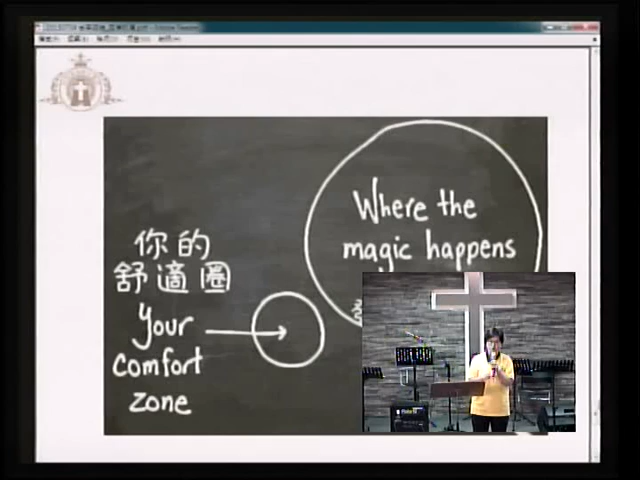 Where the
magic happens
你的
舒適圈
your
comfort
zone